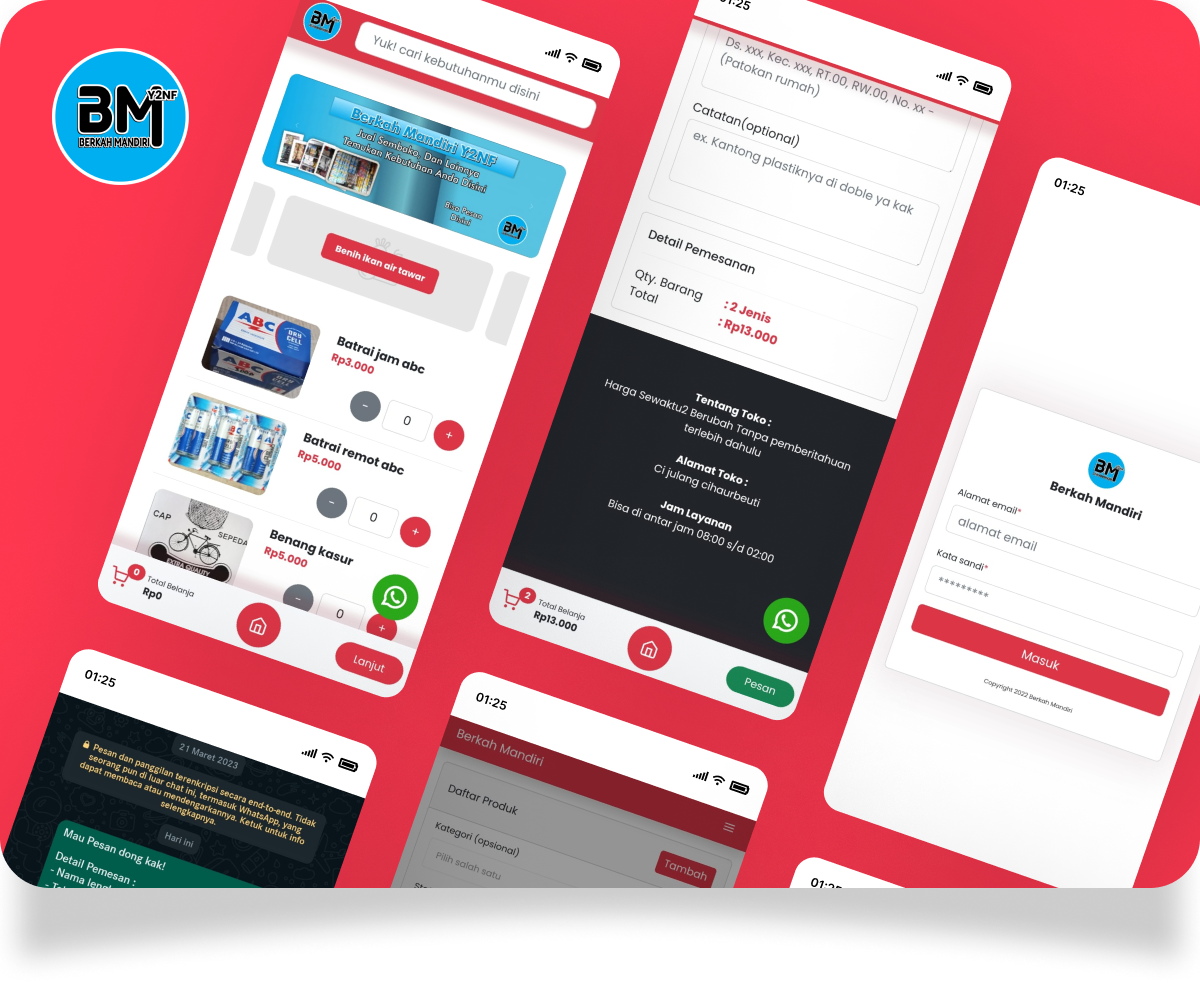 BM
Y2NF
BERKAH MANDIRI
BM
Yuk! cari kebutuhanmu disini
Berkah Mandiri Y2NF
Jual Sembako, Dan Lainnya
Temukan Kebutuhan Anda Disini
Bisa Pesan
Disini
BM
Benih ikan air tawar
ABC
DRY
CELL
ABC
Batrai jam abc
Rp3.000
-
0
+
Batrai remot abc
Rp5.000
-
0
+
CAP
SEPEDA
EXTRA QUALITY
Benang kasur
Rp5.000
-
0
+
0
Total Belanja
Rp0
Lanjut
01:25
Ds. xxx, Kec. xxx, RT.00, RW.00, No. xx -
(Patokan rumah)
Catatan(optional)
ex. Kantong plastiknya di doble ya kak
Detail Pemesanan
Qty. Barang : 2 Jenis
Total : Rp13.000
Tentang Toko :
Harga Sewaktu2 Berubah Tanpa pemberitahuan
terlebih dahulu
Alamat Toko :
Ci julang cihaurbeuti
Jam Layanan
Bisa di antar jam 08:00 s/d 02:00
2
Total Belanja
Rp13.000
Pesan
01:25
BM
Berkah Mandiri
Alamat email*
alamat email
Kata sandi*
*********
Masuk
Copyright 2022 Berkah Mandiri
01:25
21 Maret 2023
Pesan dan panggilan terenkripsi secara end-to-end. Tidak
seorang pun di luar chat ini, termasuk WhatsApp, yang
dapat membaca atau mendengarkannya. Ketuk untuk info
selengkapnya.
Hari ini
Mau Pesan dong kak!
Detail Pemesan :
- Nama
01:25
Berkah Mandiri
Daftar Produk
Tambah
Kategori (opsional)
Pilih salah satu
01:25